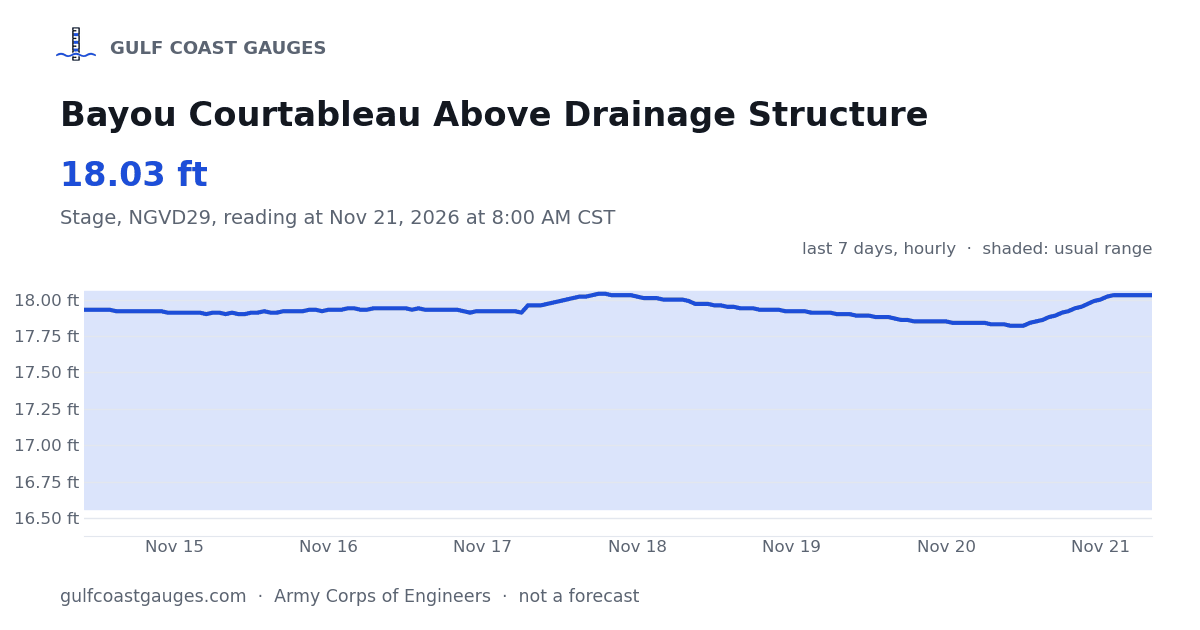 GULF COAST GAUGES
Bayou Courtableau Above Drainage Structure
18.03 ft
Stage, NGVD29, reading at Nov 21, 2026 at 8:00 AM CST
last 7 days, hourly · shaded: usual range
18.00 ft
17.75 ft
17.50 ft
17.25 ft
17.00 ft
16.75 ft
16.50 ft
Nov 15 Nov 16 Nov 17 Nov 18 Nov 19 Nov 20 Nov 21
gulfcoastgauges.com · Army Corps of Engineers · not a forecast